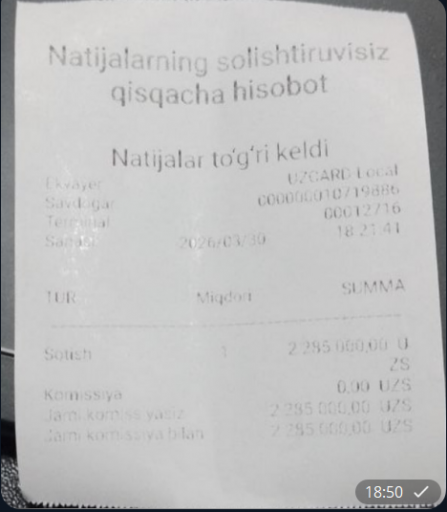 Natijalarning solishtiruvisiz
qisqacha hisobot
Natijalar to'g'ri keldi
Ekvayer UZCARD Local
Savdogar 000000010719886
Terminal 00012716
Sanasi 2026/03/30 18:21:41
TUR Miqdori SUMMA
Sotish 1 2 285 000,00 U
ZS
Komissiya 0,00 UZS
Jami komissiyasiz 2 285 000,00 UZS
Jami komissiya bilan 2 285 000,00 UZS
18:50